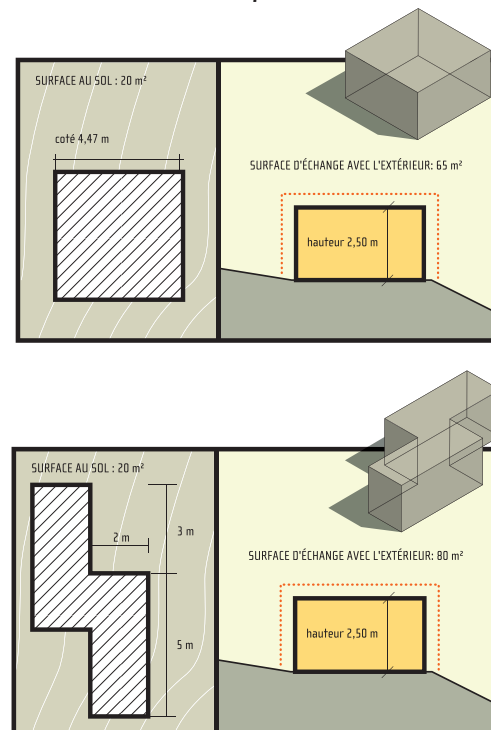 SURFACE AU SOL : 20 m²
coté 4,47 m
SURFACE D'ÉCHANGE AVEC L'EXTÉRIEUR: 65 m²
hauteur 2,50 m
SURFACE AU SOL : 20 m²
2 m
3 m
SURFACE D'ÉCHANGE AVEC L'EXTÉRIEUR: 80 m²
hauteur 2,50 m
5 m